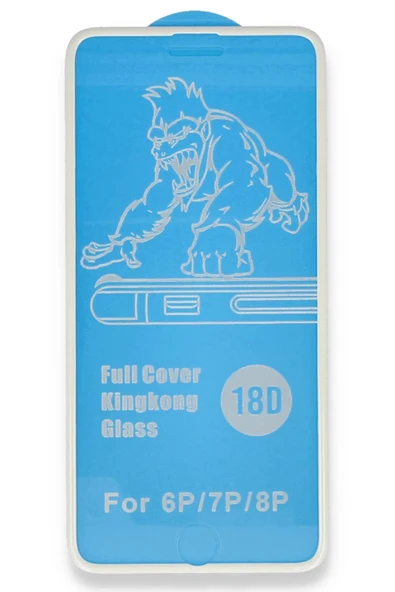 Full Cover
Kingkong
Glass
18D
For 6P/7P/8P